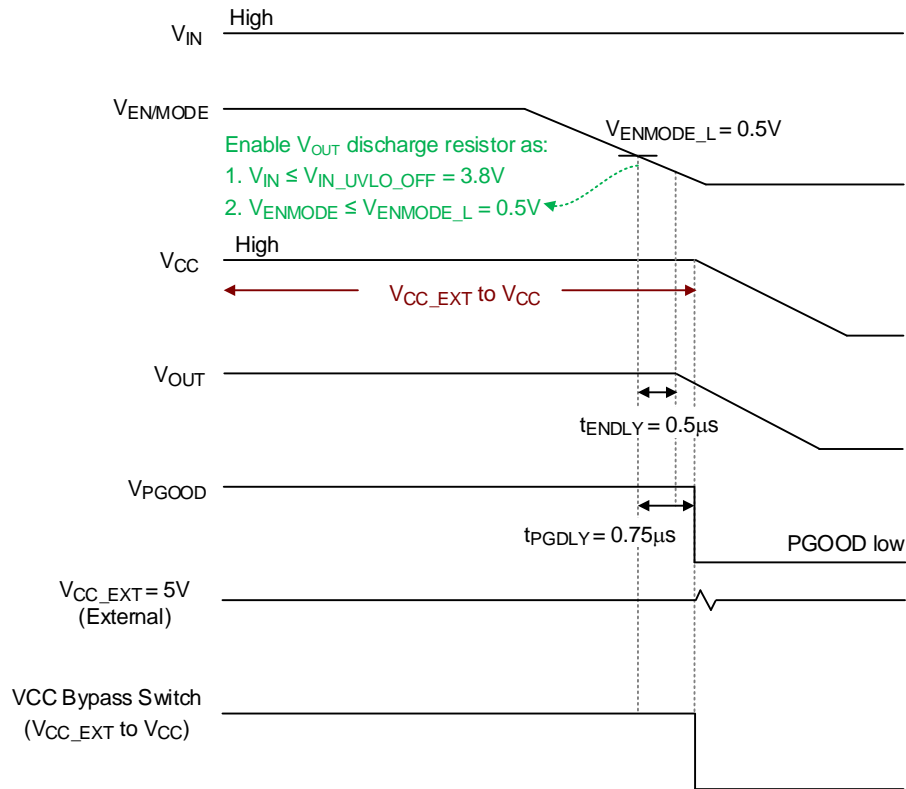 High
VIN
VEN/MODE
VENMODE_L = 0.5V
Enable VOUT discharge resistor as:
1. VIN ≤ VIN_UVLO_OFF = 3.8V
2. VENMODE ≤ VENMODE_L = 0.5V
High
VCC
VCC_EXT to VCC
VOUT
tENDLY = 0.5μs
VPGOOD
tPGDLY = 0.75μs
PGOOD low
VCC_EXT = 5V
(External)
VCC Bypass Switch
(VCC_EXT to VCC)